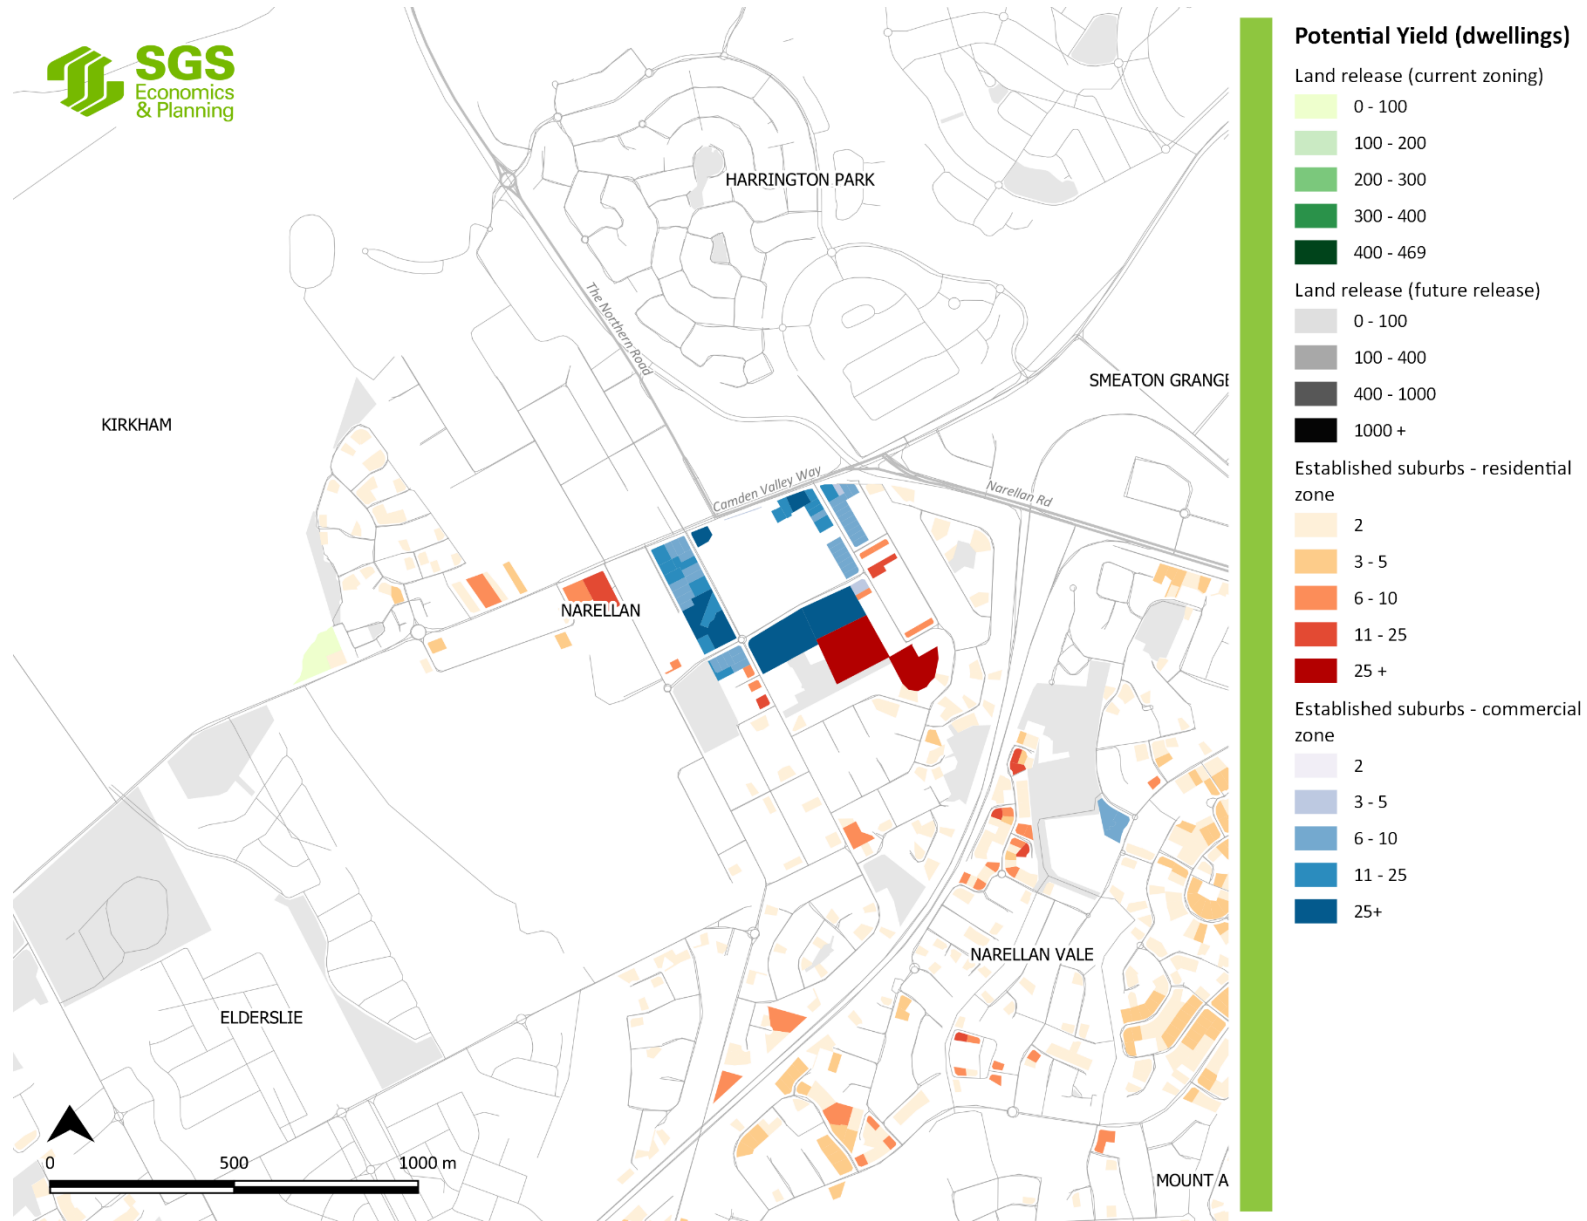 SGS
Economics
& Planning
HARRINGTON PARK
The Northern Road
SMEATON GRANGE
KIRKHAM
Camden Valley Way
Narellan Rd
NARELLAN
NARELLAN VALE
ELDERSLIE
MOUNT A
0 500 1000 m
Potential Yield (dwellings)
Land release (current zoning)
0 - 100
100 - 200
200 - 300
300 - 400
400 - 469
Land release (future release)
0 - 100
100 - 400
400 - 1000
1000 +
Established suburbs - residential
zone
2
3 - 5
6 - 10
11 - 25
25 +
Established suburbs - commercial
zone
2
3 - 5
6 - 10
11 - 25
25+